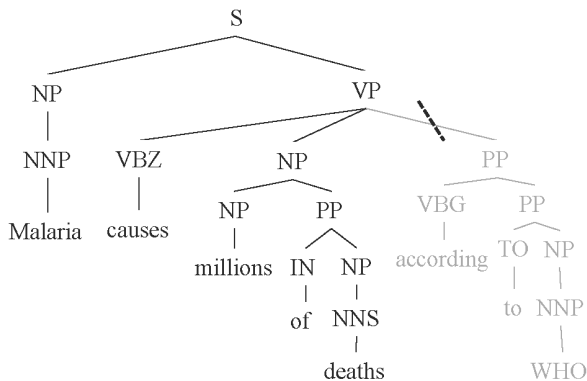 S
NP VP
NNP VBZ NP PP
Malaria causes NP PP VBG PP
millions IN NP according TO NP
of NNS to NNP
deaths WHO